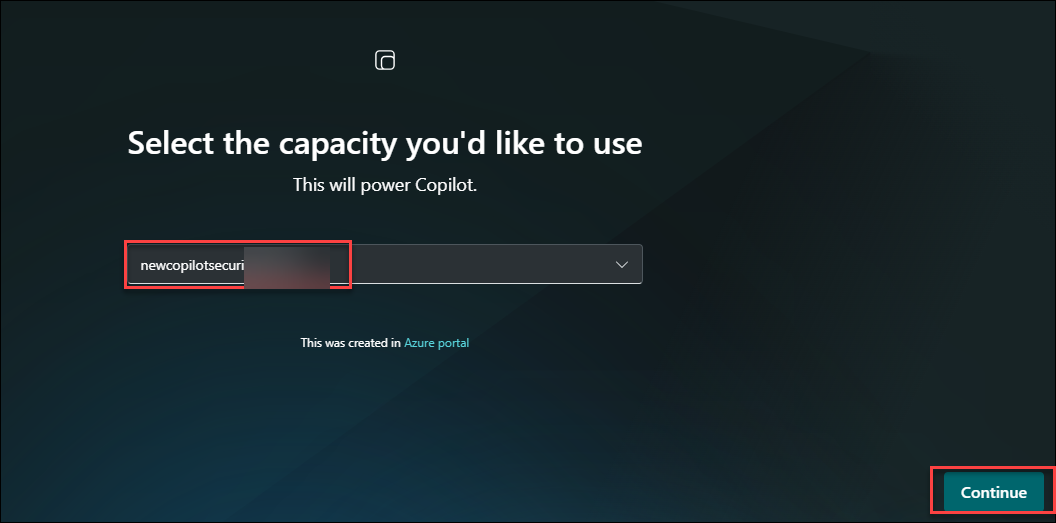 Select the capacity you'd like to use
This will power Copilot.
newcopilotsecuri
This was created in Azure portal
Continue